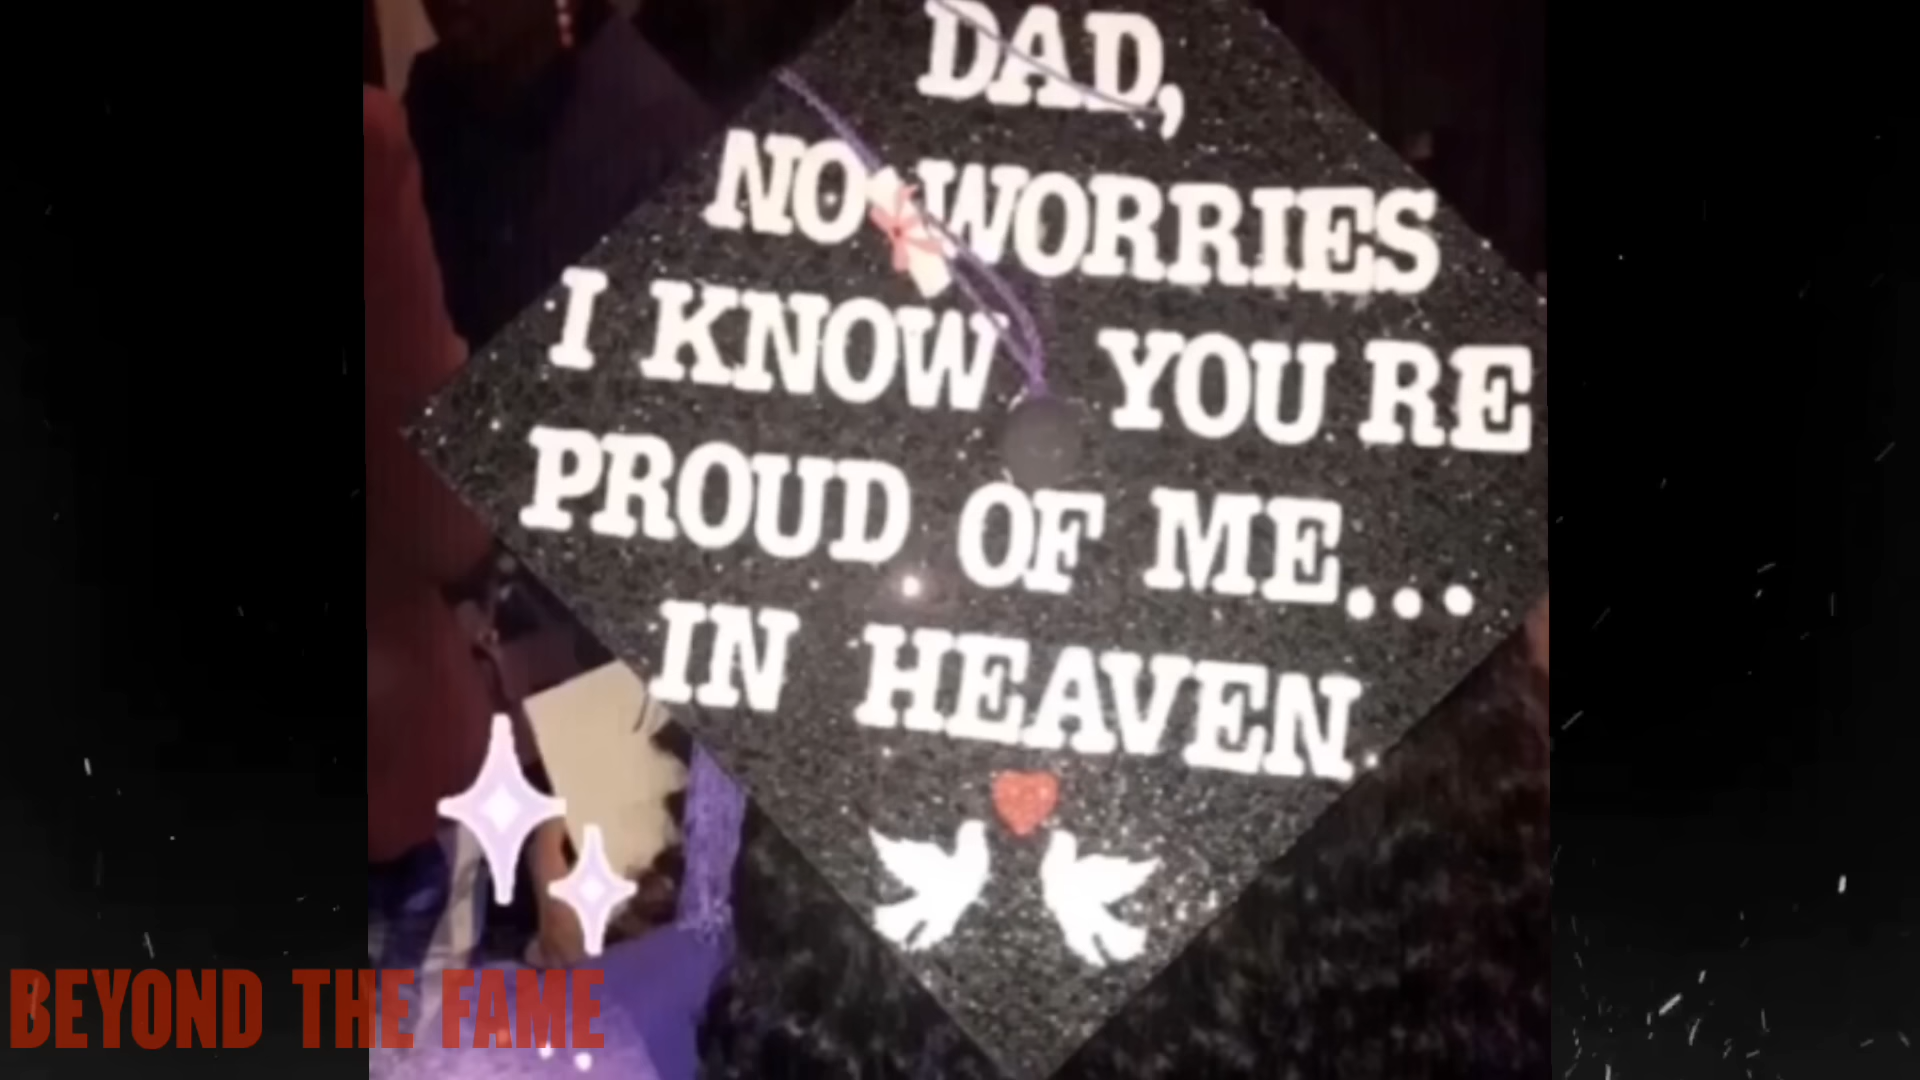 DAD,
NO WORRIES
I KNOW YOU RE
PROUD OF ME...
IN HEAVEN.
BEYOND THE FAME